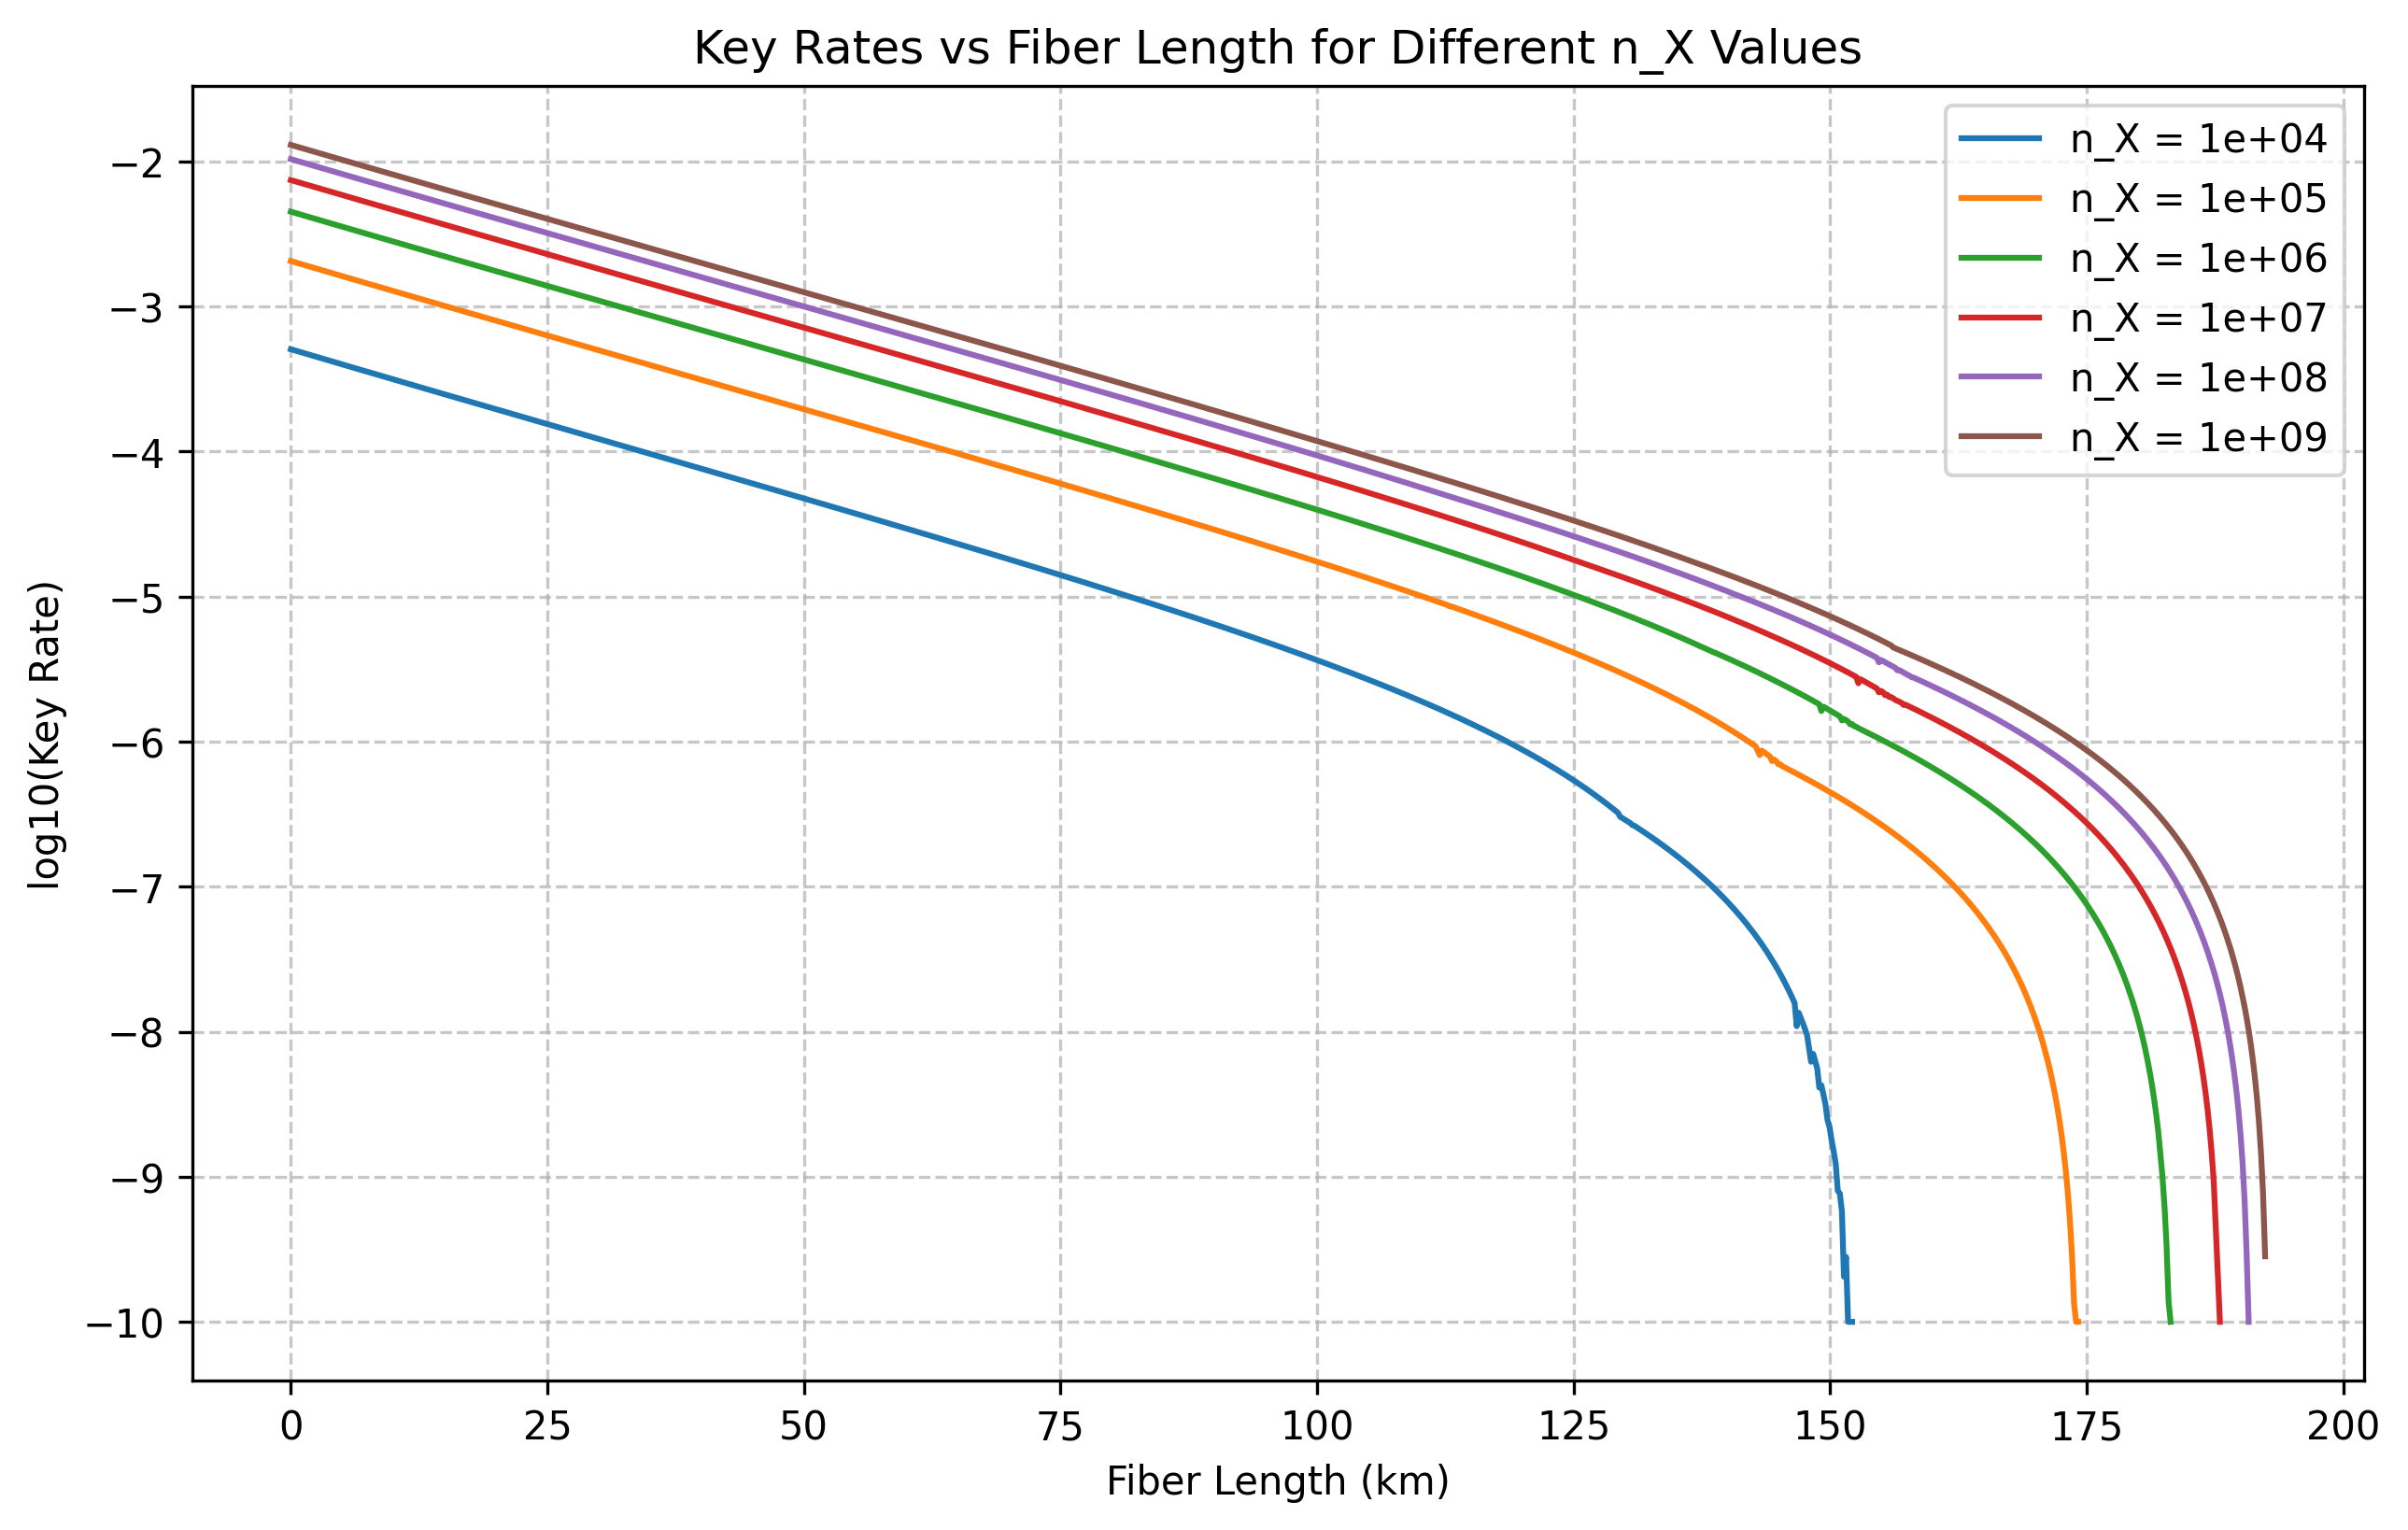 Key Rates vs Fiber Length for Different n_X Values
n_X = 1e+04
n_X = 1e+05
n_X = 1e+06
n_X = 1e+07
n_X = 1e+08
n_X = 1e+09
log10(Key Rate)
−2
−3
−4
−5
−6
−7
−8
−9
−10
0 25 50 75 100 125 150 175 200
Fiber Length (km)